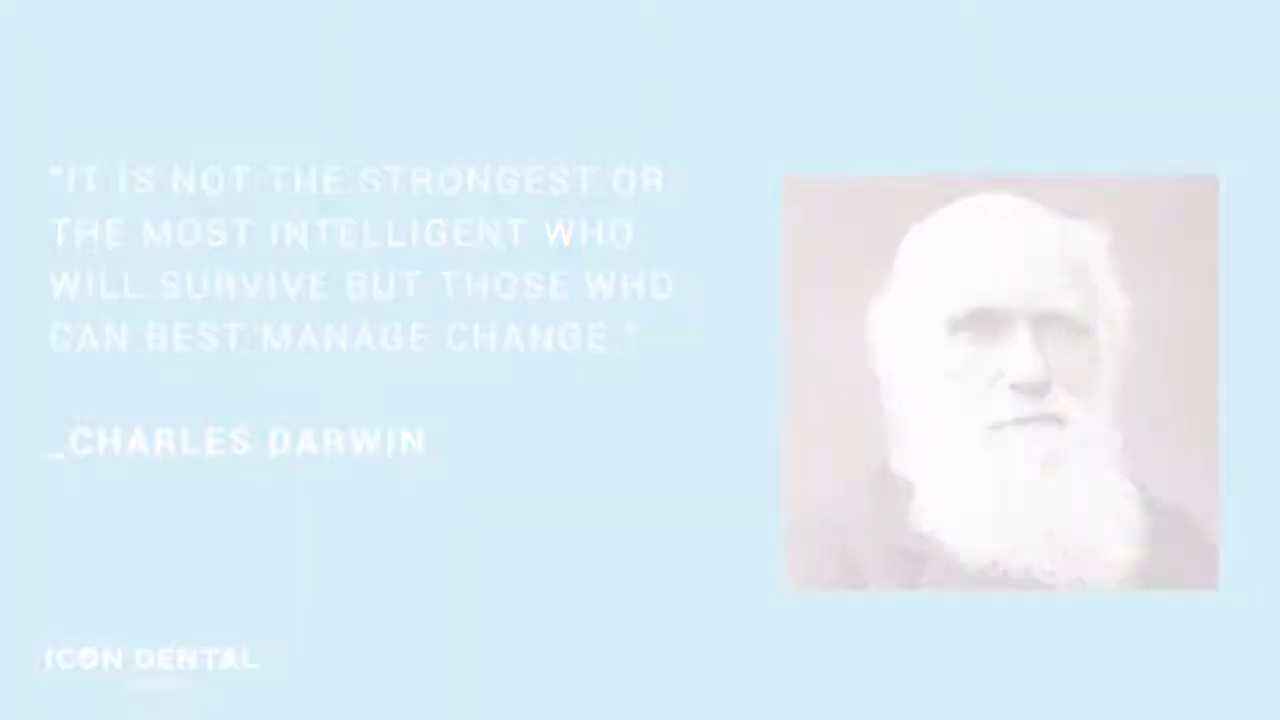 "IT IS NOT THE STRONGEST OR
THE MOST INTELLIGENT WHO
WILL SURVIVE BUT THOSE WHO
CAN BEST MANAGE CHANGE."
_CHARLES DARWIN
ICON DENTAL